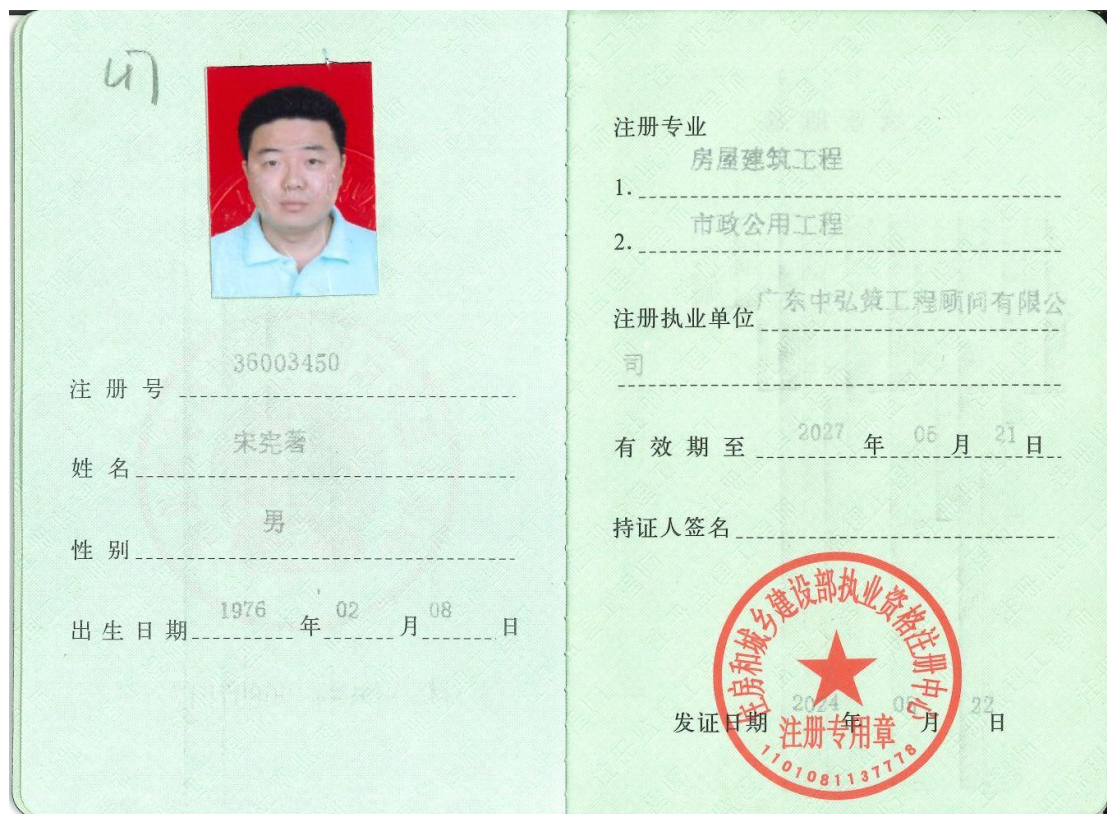 47
注册号 36003450
姓名 宋宪著
性别 男
出生日期 1976 年 02 月 08 日
注册专业
1. 房屋建筑工程
2. 市政公用工程
注册执业单位 广东中弘策工程顾问有限公
司
有效期至 2027 年 05 月 21 日
持证人签名
住房和城乡建设部执业资格注册中心
发证日期 2024 年 05 月 22 日
注册专用章
1101081137778